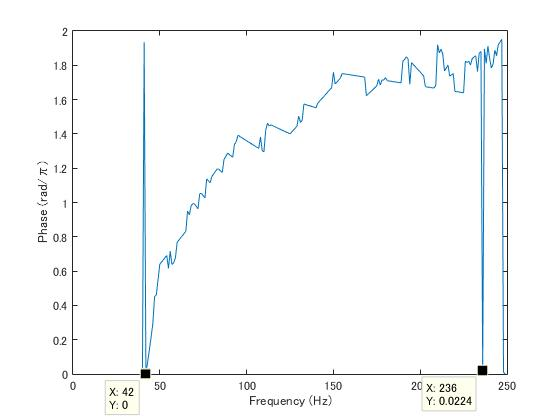 2
1.8
1.6
1.4
1.2
1
0.8
0.6
0.4
0.2
0
Phase (rad/π)
0 50 100 150 20 250
Frequency (Hz)
X: 42
Y: 0
X: 236
Y: 0.0224